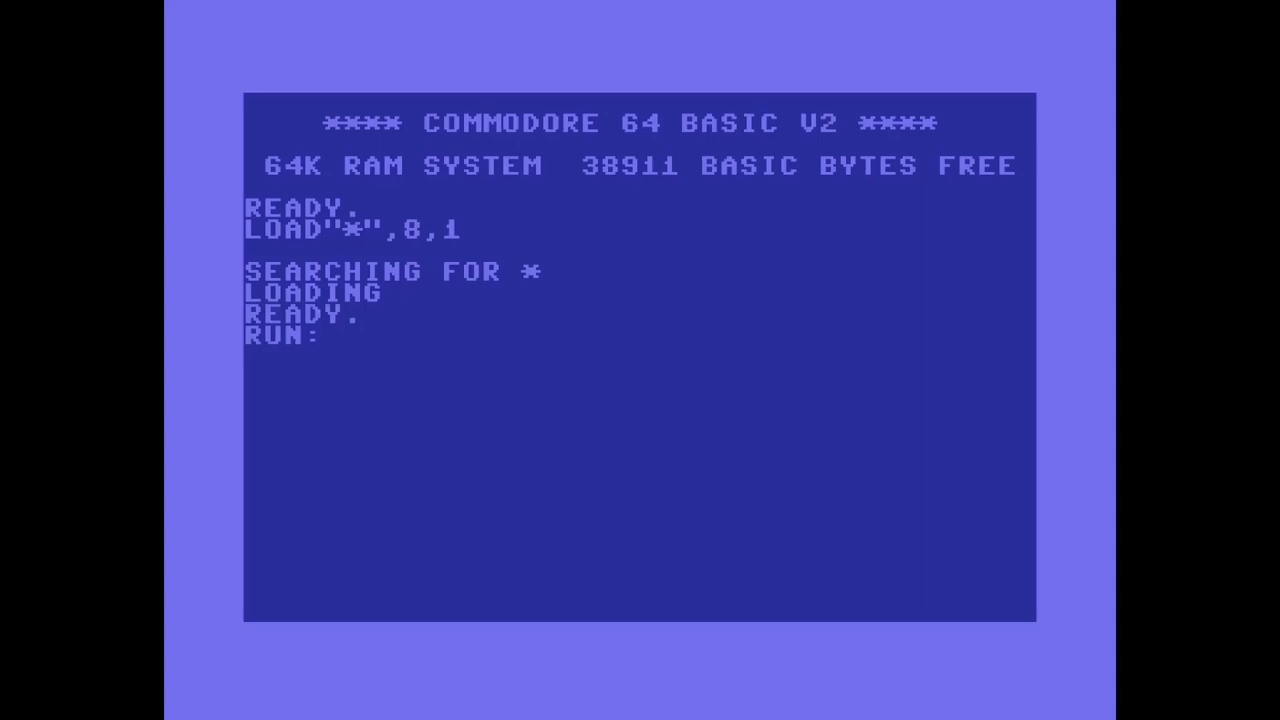 **** COMMODORE 64 BASIC V2 ****
64K RAM SYSTEM  38911 BASIC BYTES FREE
READY.
LOAD"*",8,1
SEARCHING FOR *
LOADING
READY.
RUN: